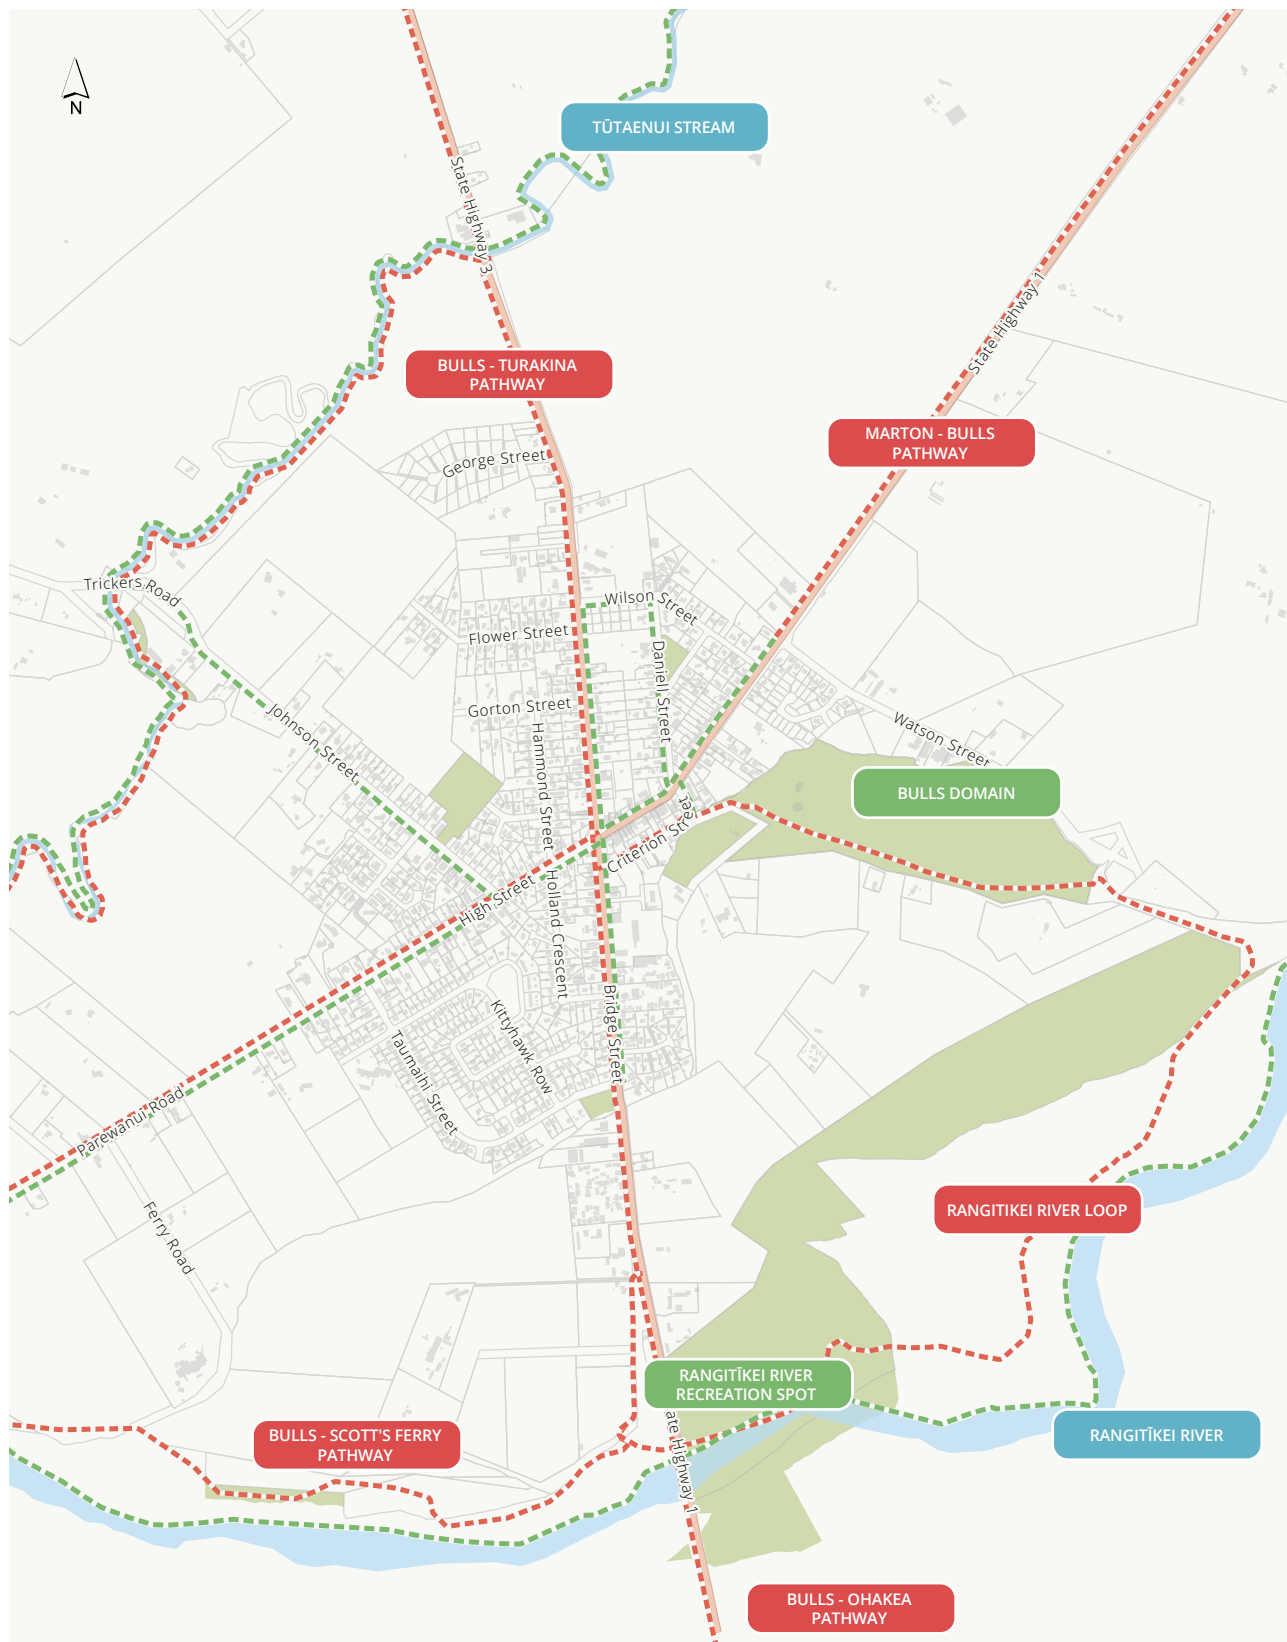 N
TŪTAENUI STREAM
State Highway 3
State Highway 1
BULLS - TURAKINA
PATHWAY
MARTON - BULLS
PATHWAY
George Street
Trickers Road
Wilson Street
Flower Street
Daniell Street
Gorton Street
Johnson Street
Hammond Street
Watson Street
BULLS DOMAIN
Criterion Street
High Street
Holland Crescent
Bridge Street
Kittyhawk Row
Taumaihi Street
Parewanui Road
Ferry Road
RANGITIKEI RIVER LOOP
RANGITĪKEI RIVER
RECREATION SPOT
BULLS - SCOTT'S FERRY
PATHWAY
ate Highway 1
RANGITĪKEI RIVER
BULLS - OHAKEA
PATHWAY